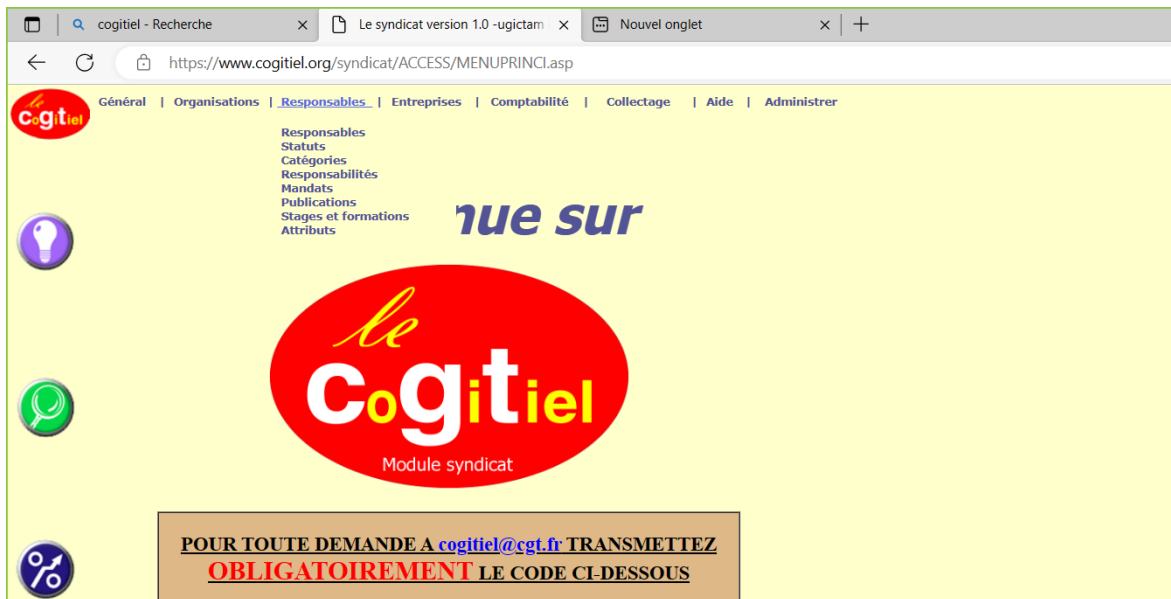 cogitiel - Recherche
Le syndicat version 1.0 -ugictam
Nouvel onglet
https://www.cogitiel.org/syndicat/ACCESS/MENUPRINCI.asp
le
CoGiTiel
Général | Organisations | Responsables | Entreprises | Comptabilité | Collectage | Aide | Administrer
Responsables
Statuts
Catégories
Responsabilités
Mandats
Publications
Stages et formations
Attributs
nue sur
le
CogiTiel
Module syndicat
POUR TOUTE DEMANDE A cogitiel@cgt.fr TRANSMETTEZ
OBLIGATOIREMENT LE CODE CI-DESSOUS